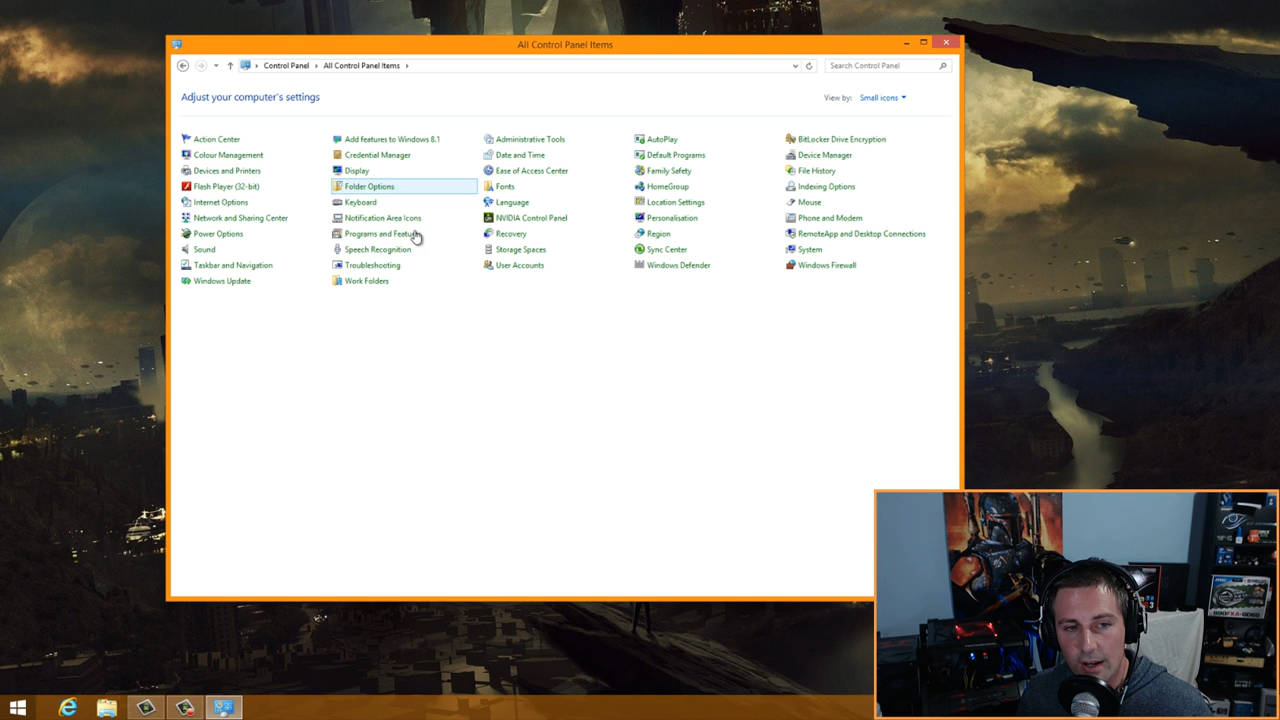 All Control Panel Items
Control Panel
All Control Panel Items
Search Control Panel
Adjust your computer's settings
View by: Small icons
Action Center
Add features to Windows 8.1
Administrative Tools
AutoPlay
BitLocker Drive Encryption
Colour Management
Credential Manager
Date and Time
Default Programs
Device Manager
Devices and Printers
Display
Ease of Access Center
Family Safety
File History
Flash Player (32-bit)
Folder Options
Fonts
HomeGroup
Indexing Options
Internet Options
Keyboard
Language
Location Settings
Mouse
Network and Sharing Center
Notification Area Icons
NVIDIA Control Panel
Personalisation
Phone and Modem
Power Options
Programs and Features
Recovery
Region
RemoteApp and Desktop Connections
Sound
Speech Recognition
Storage Spaces
Sync Center
System
Taskbar and Navigation
Troubleshooting
User Accounts
Windows Defender
Windows Firewall
Windows Update
Work Folders